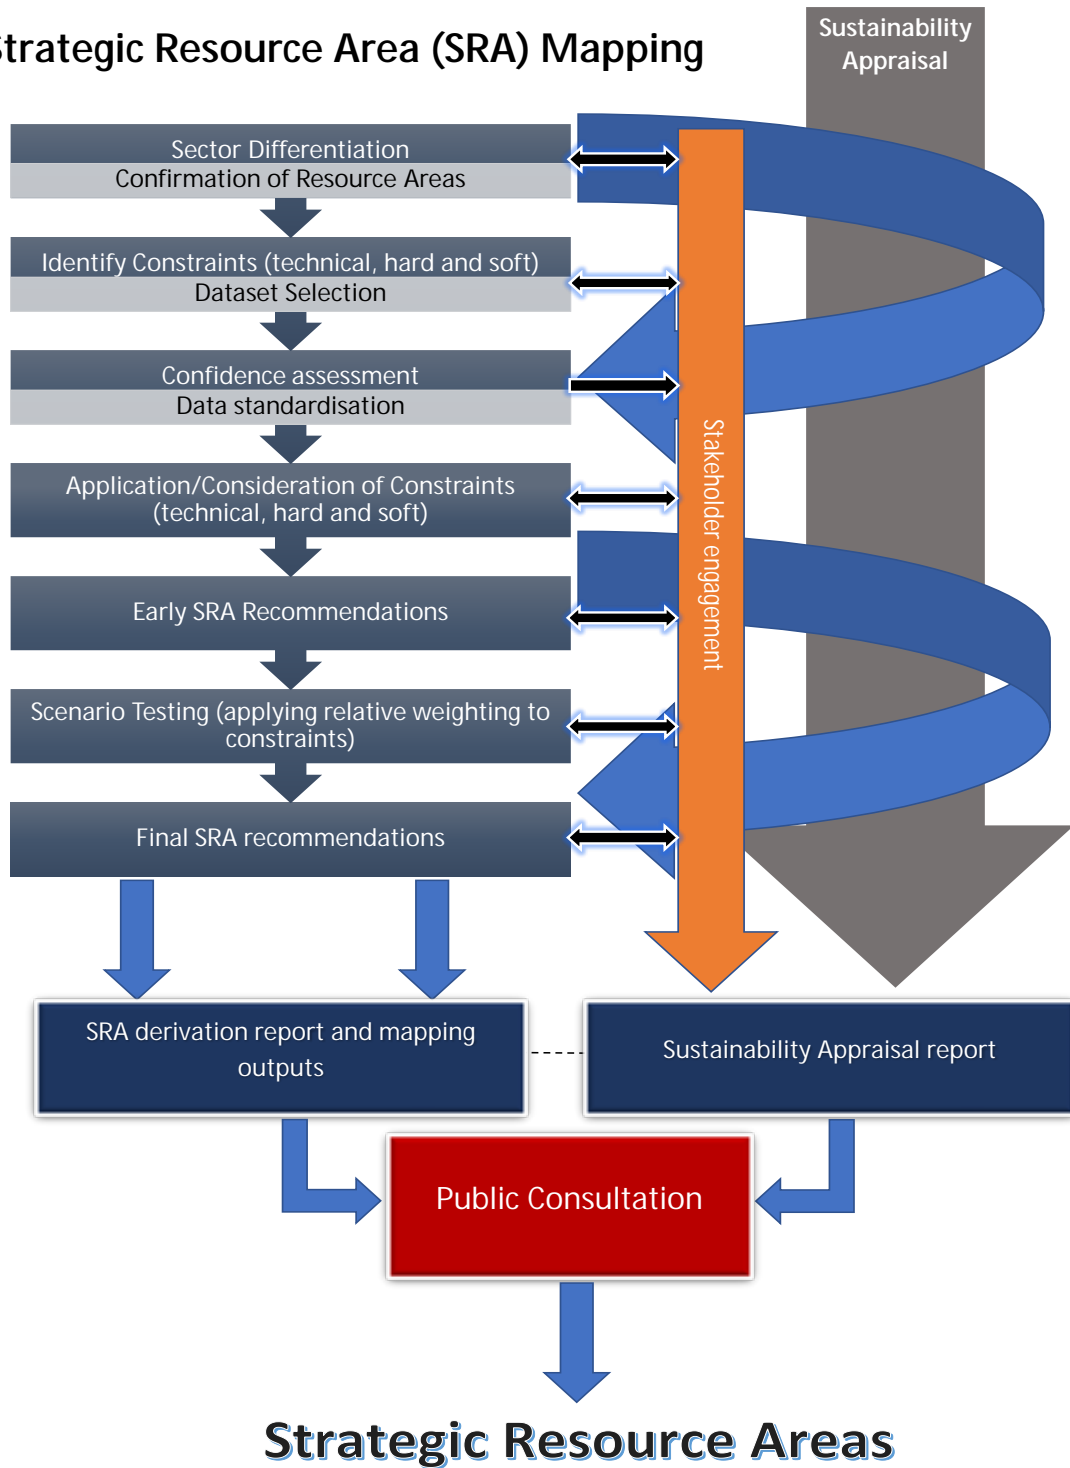 Strategic Resource Area (SRA) Mapping
Sustainability
Appraisal
Sector Differentiation
Confirmation of Resource Areas
Identify Constraints (technical, hard and soft)
Dataset Selection
Confidence assessment
Data standardisation
Application/Consideration of Constraints
(technical, hard and soft)
Early SRA Recommendations
Scenario Testing (applying relative weighting to
constraints)
Final SRA recommendations
Stakeholder engagement
SRA derivation report and mapping
outputs
Sustainability Appraisal report
Public Consultation
Strategic Resource Areas